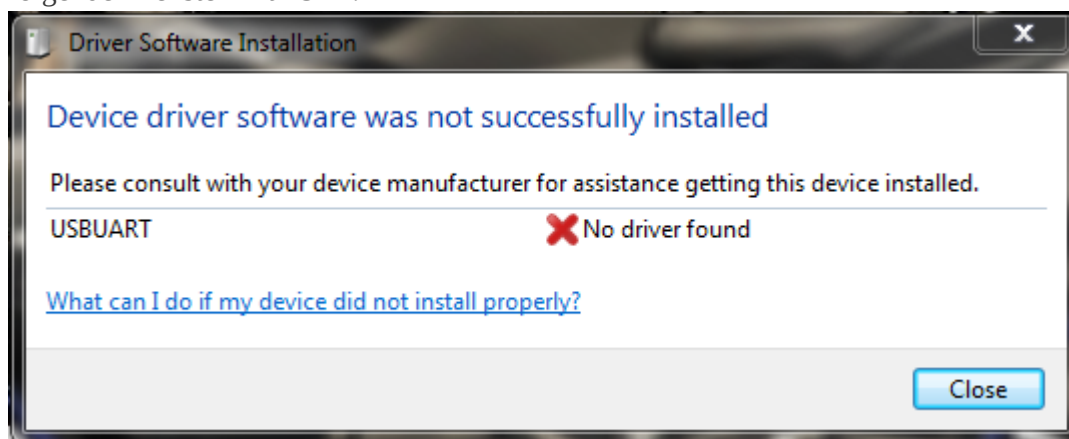 Driver Software Installation
Device driver software was not successfully installed
Please consult with your device manufacturer for assistance getting this device installed.
USBUART No driver found
What can I do if my device did not install properly?
Close